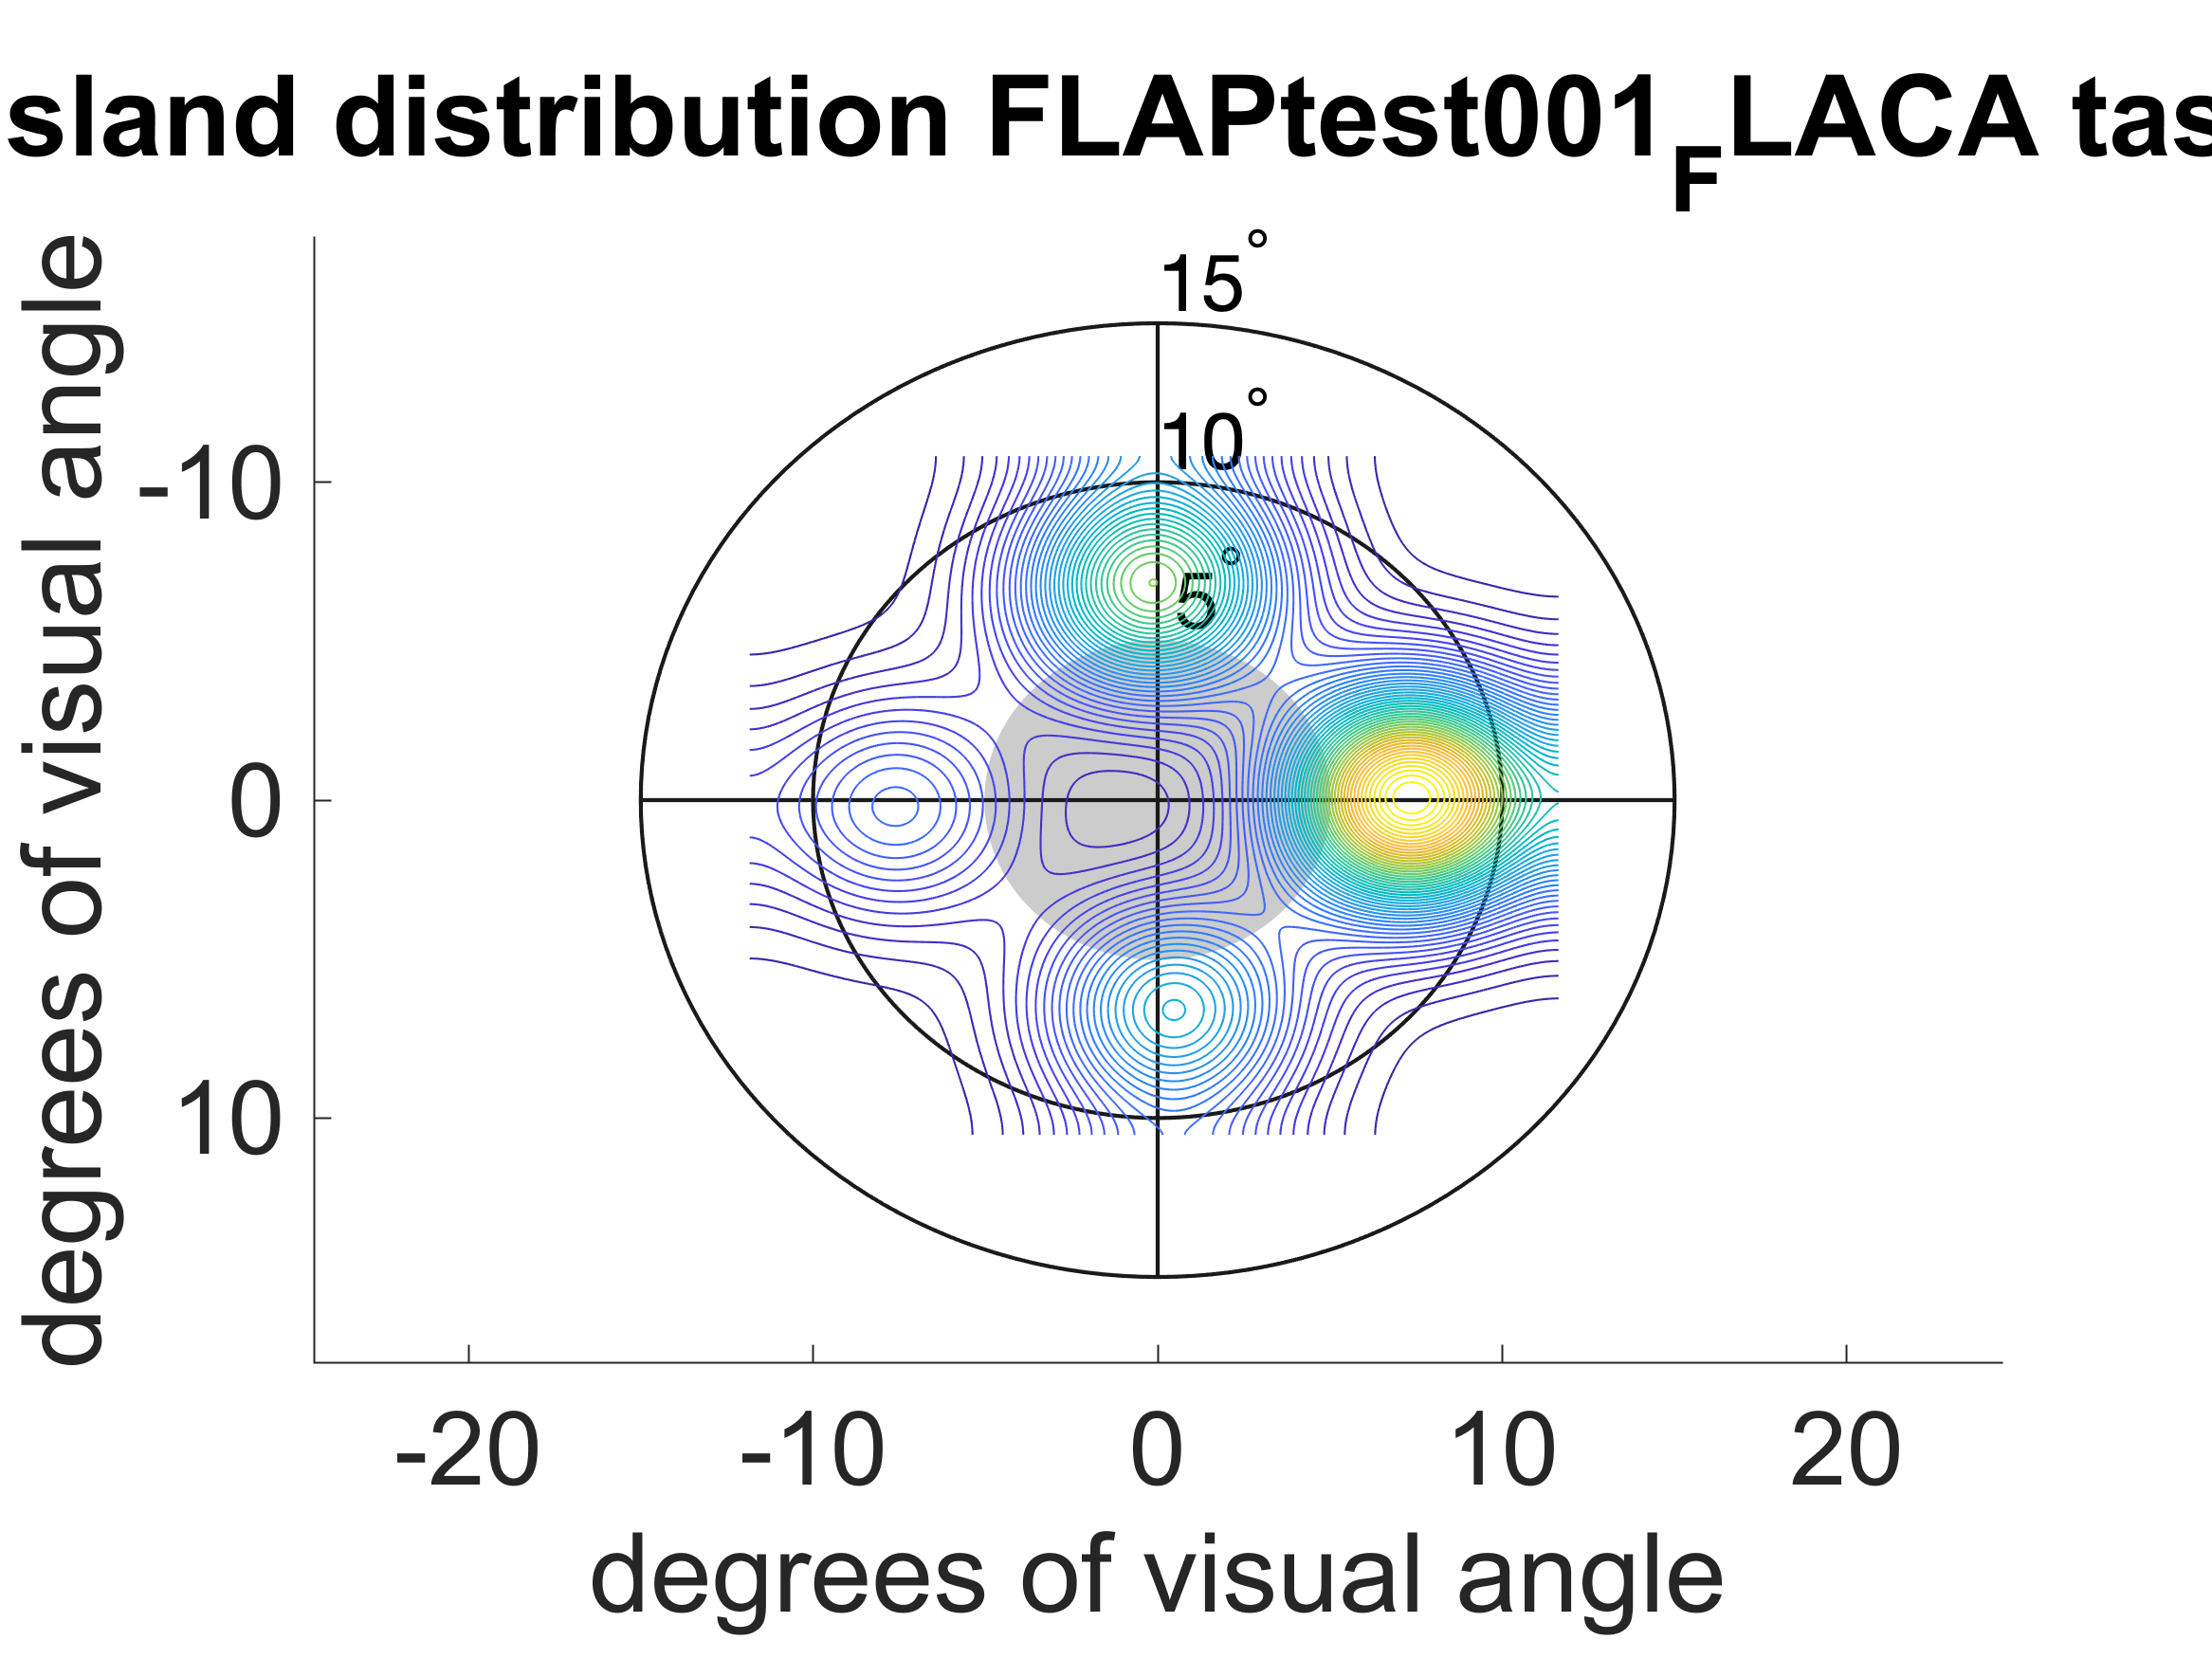 sland distribution FLAPtest001FLACA tas
degrees of visual angle
15°
10°
5°
-10
0
10
-20 -10 0 10 20
degrees of visual angle